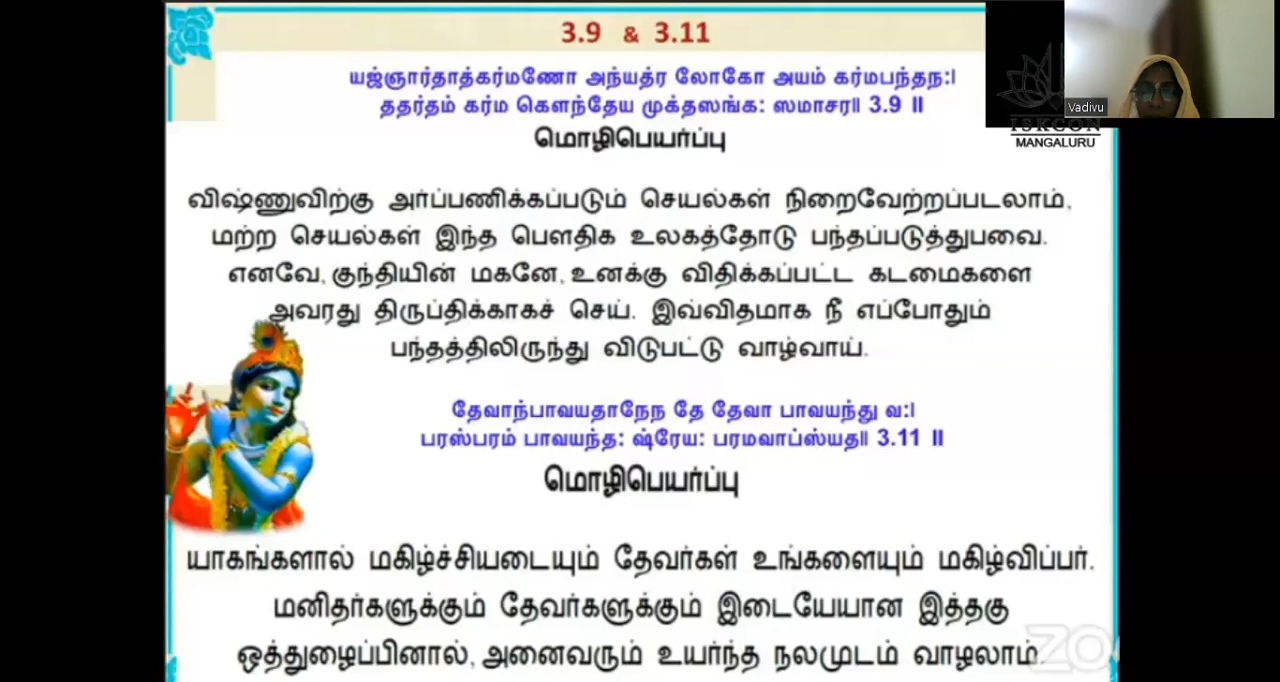 3.9 & 3.11
யஜ்ஞார்தாத்கர்மணோ அந்யத்ர லோகோ அயம் கர்மபந்தந:|
ததர்தம் கர்ம கௌந்தேய முக்தஸங்க: ஸமாசர॥ 3.9 ॥
மொழிபெயர்ப்பு
விஷ்ணுவிற்கு அர்ப்பணிக்கப்படும் செயல்கள் நிறைவேற்றப்படலாம்,
மற்ற செயல்கள் இந்த பௌதிக உலகத்தோடு பந்தப்படுத்துபவை.
எனவே, குந்தியின் மகனே, உனக்கு விதிக்கப்பட்ட கடமைகளை
அவரது திருப்திக்காகச் செய். இவ்விதமாக நீ எப்போதும்
பந்தத்திலிருந்து விடுபட்டு வாழ்வாய்.
தேவாந்பாவயதாநேந தே தேவா பாவயந்து வ:|
பரஸ்பரம் பாவயந்த: ஷ்ரேய: பரமவாப்ஸ்யத॥ 3.11 ॥
மொழிபெயர்ப்பு
யாகங்களால் மகிழ்ச்சியடையும் தேவர்கள் உங்களையும் மகிழ்விப்பர்.
மனிதர்களுக்கும் தேவர்களுக்கும் இடையேயான இத்தகு
ஒத்துழைப்பினால், அனைவரும் உயர்ந்த நலமுடம் வாழலாம்.
Vadivu
ISKCON
MANGALURU